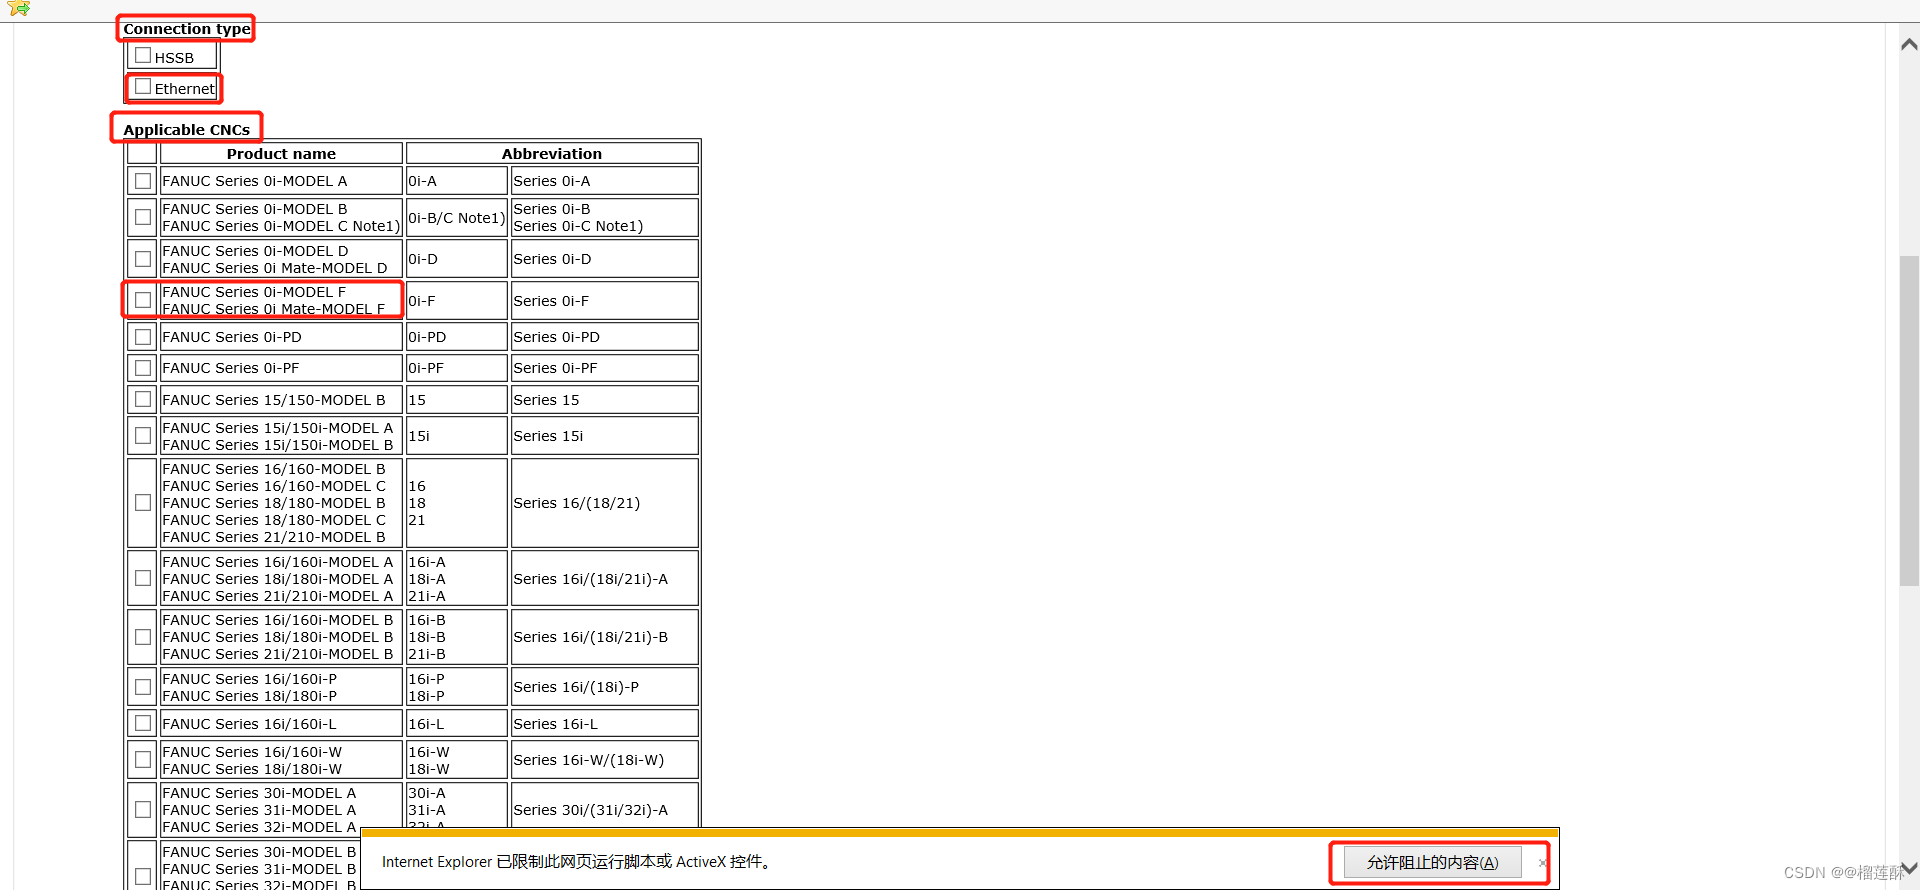 Connection type
HSSB
Ethernet
Applicable CNCs
Product name Abbreviation
FANUC Series 0i-MODEL A 0i-A Series 0i-A
FANUC Series 0i-MODEL B
FANUC Series 0i-MODEL C Note1) 0i-B/C Note1) Series 0i-B
Series 0i-C Note1)
FANUC Series 0i-MODEL D
FANUC Series 0i Mate-MODEL D 0i-D Series 0i-D
FANUC Series 0i-MODEL F
FANUC Series 0i Mate-MODEL F 0i-F Series 0i-F
FANUC Series 0i-PD 0i-PD Series 0i-PD
FANUC Series 0i-PF 0i-PF Series 0i-PF
FANUC Series 15/150-MODEL B 15 Series 15
FANUC Series 15i/150i-MODEL A
FANUC Series 15i/150i-MODEL B 15i Series 15i
FANUC Series 16/160-MODEL B
FANUC Series 16/160-MODEL C 16
FANUC Series 18/180-MODEL B 18 Series 16/(18/21)
FANUC Series 18/180-MODEL C 21
FANUC Series 21/210-MODEL B
FANUC Series 16i/160i-MODEL A 16i-A
FANUC Series 18i/180i-MODEL A 18i-A Series 16i/(18i/21i)-A
FANUC Series 21i/210i-MODEL A 21i-A
FANUC Series 16i/160i-MODEL B 16i-B
FANUC Series 18i/180i-MODEL B 18i-B Series 16i/(18i/21i)-B
FANUC Series 21i/210i-MODEL B 21i-B
FANUC Series 16i/160i-P 16i-P
FANUC Series 18i/180i-P 18i-P Series 16i/(18i)-P
FANUC Series 16i/160i-L 16i-L Series 16i-L
FANUC Series 16i/160i-W 16i-W
FANUC Series 18i/180i-W 18i-W Series 16i-W/(18i-W)
FANUC Series 30i-MODEL A 30i-A
FANUC Series 31i-MODEL A 31i-A Series 30i/(31i/32i)-A
FANUC Series 32i-MODEL A 32i-A
FANUC Series 30i-MODEL B
FANUC Series 31i-MODEL B
FANUC Series 32i-MODEL B
Internet Explorer 已限制此网页运行脚本或 ActiveX 控件。
允许阻止的内容(A)
CSDN @@榴莲酥